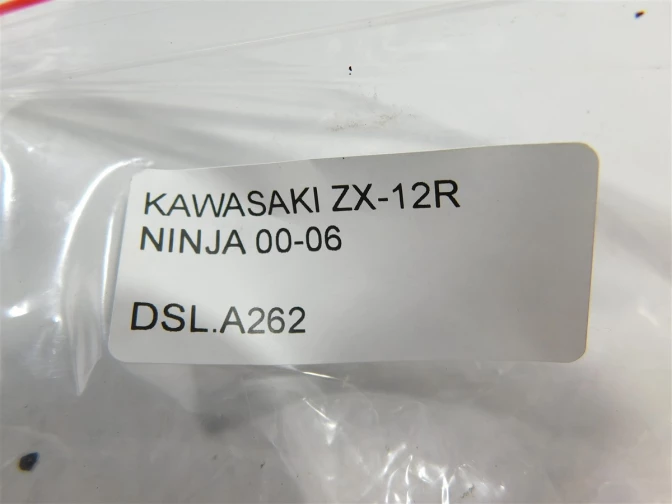 KAWASAKI ZX-12R
NINJA 00-06
DSL.A262